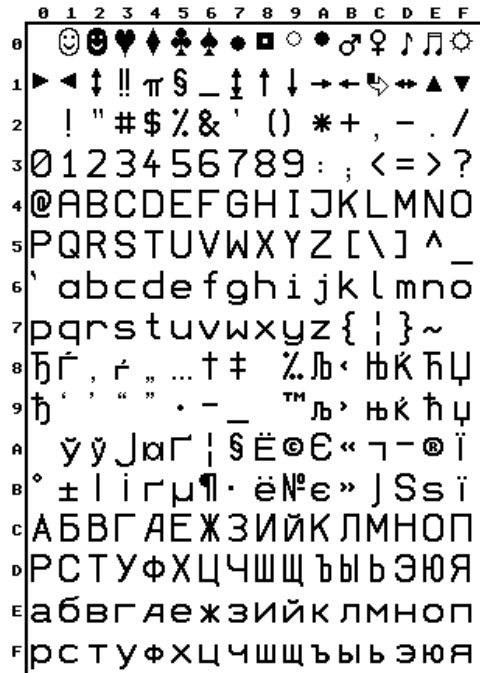 0 1 2 3 4 5 6 7 8 9 A B C D E F
0 ☺ ☻ ♥ ♦ ♣ ♠ ● ◘ ○ ● ♂ ♀ ♪ ♫ ☼
1 ► ◄ ↕ ‼ π § _ ↨ ↑ ↓ → ← ⮑ ↔ ▲ ▼
2 ! " # $ % & ' ( ) * + , - . /
3 0 1 2 3 4 5 6 7 8 9 : ; < = > ?
4 @ A B C D E F G H I J K L M N O
5 P Q R S T U V W X Y Z [ \ ] ^ _
6 ` a b c d e f g h i j k l m n o
7 p q r s t u v w x y z { ¦ } ~
8 Ђ Ѓ ‚ ѓ „ … † ‡ ‰ Љ ‹ Њ Ќ Ћ Џ
9 ђ ‘ ’ “ ” • – _ ™ љ › њ ќ ћ џ
A ў ў Ј ¤ Ґ ¦ § Ё © Є « ¬ - ® Ї
B ° ± І і ґ µ ¶ · ё № є » Ј Ѕ ѕ ї
C А Б В Г Д Е Ж З И Й К Л М Н О П
D Р С Т У Ф Х Ц Ч Ш Щ Ъ Ы Ь Э Ю Я
E а б в г д е ж з и й к л м н о п
F р с т у ф х ц ч ш щ ъ ы ь э ю я